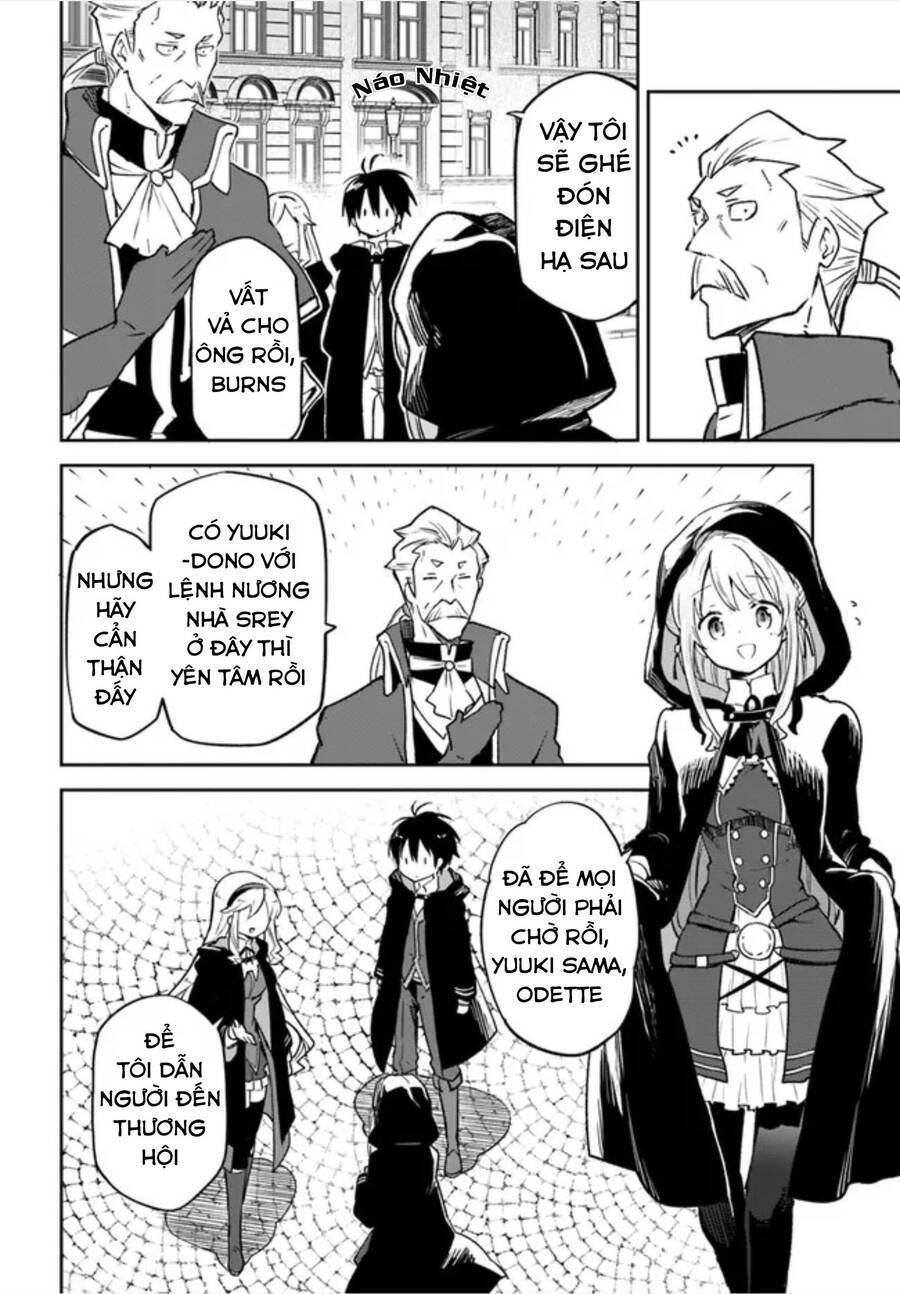 Náo Nhiệt
VẬY TÔI
SẼ GHÉ
ĐÓN
ĐIỆN
HẠ SAU
VẤT
VẢ CHO
ÔNG RỒI,
BURNS
CÓ YUUKI
-DONO VỚI
LỆNH NƯƠNG
NHÀ SREY
Ở ĐÂY THÌ
YÊN TÂM RỒI
NHƯNG
HÃY
CẨN
THẬN
ĐẤY
ĐÃ ĐỂ MỌI
NGƯỜI PHẢI
CHỜ RỒI,
YUUKI SAMA,
ODETTE
ĐỂ
TÔI DẪN
NGƯỜI ĐẾN
THƯƠNG
HỘI